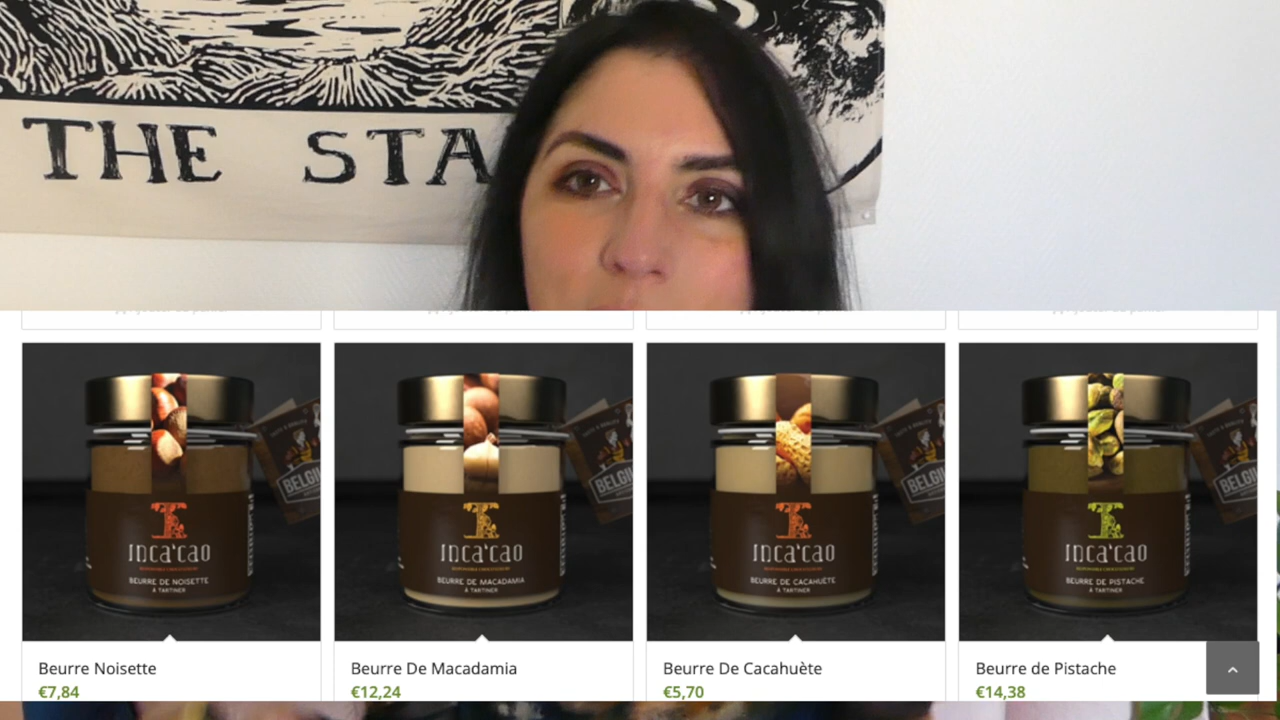 THE STA
INCA'CAO
BEURRE DE NOISETTE
À TARTINER
INCA'CAO
BEURRE DE MACADAMIA
À TARTINER
INCA'CAO
BEURRE DE CACAHUÈTE
À TARTINER
INCA'CAO
BEURRE DE PISTACHE
À TARTINER
Beurre Noisette
€7,84
Beurre De Macadamia
€12,24
Beurre De Cacahuète
€5,70
Beurre de Pistache
€14,38